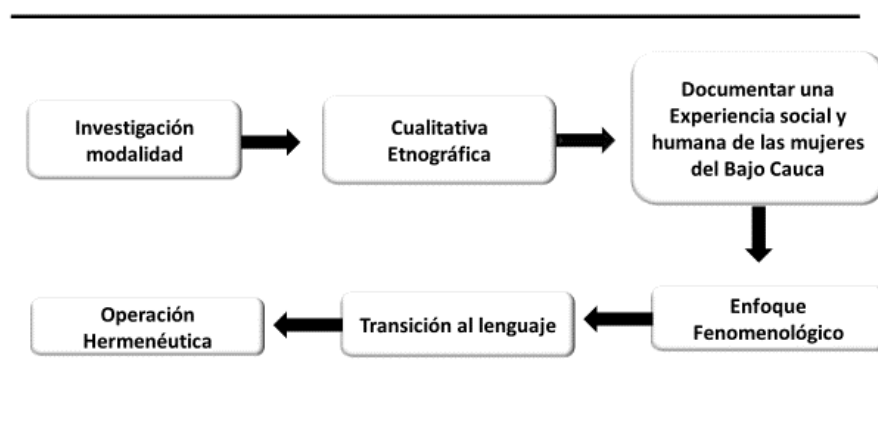 Investigación
modalidad
Cualitativa
Etnográfica
Documentar una
Experiencia social y
humana de las mujeres
del Bajo Cauca
Enfoque
Fenomenológico
Transición al lenguaje
Operación
Hermenéutica